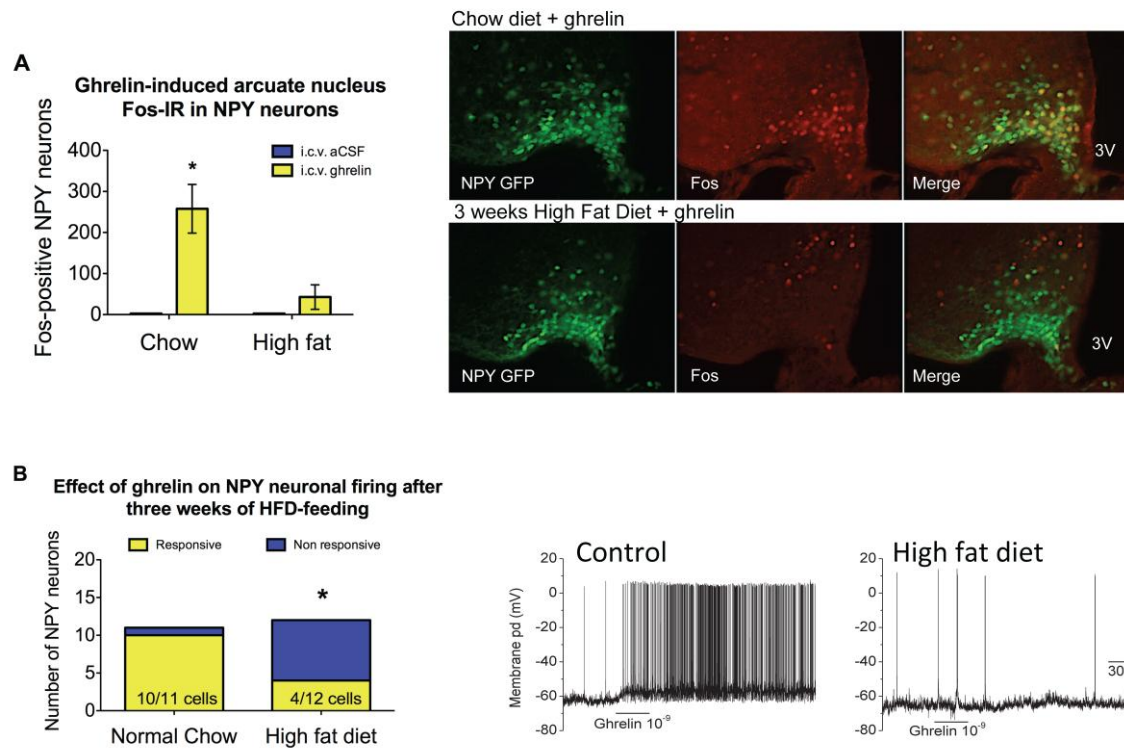 A
Ghrelin-induced arcuate nucleus
Fos-IR in NPY neurons
Fos-positive NPY neurons
400
300
200
100
0
i.c.v. aCSF
i.c.v. ghrelin
*
Chow
High fat
Chow diet + ghrelin
NPY GFP
Fos
Merge
3V
3 weeks High Fat Diet + ghrelin
NPY GFP
Fos
Merge
3V
B
Effect of ghrelin on NPY neuronal firing after
three weeks of HFD-feeding
Responsive
Non responsive
Number of NPY neurons
20
15
10
5
0
*
10/11 cells
4/12 cells
Normal Chow
High fat diet
Control
Membrane pd (mV)
20
0
-20
-40
-60
-80
Ghrelin 10⁻⁹
High fat diet
20
0
-20
-40
-60
-80
Ghrelin 10⁻⁹
30